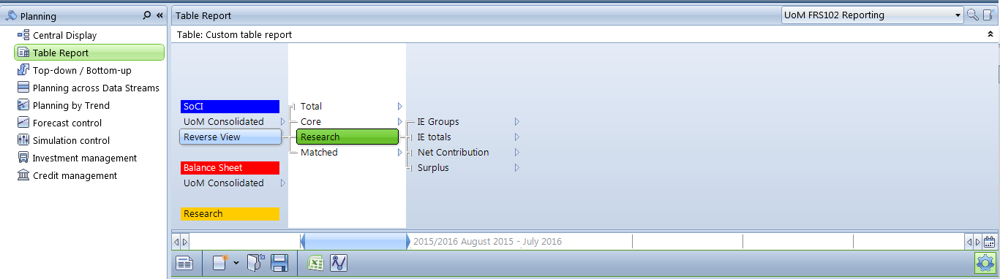 Planning
Central Display
Table Report
Top-down / Bottom-up
Planning across Data Streams
Planning by Trend
Forecast control
Simulation control
Investment management
Credit management
Table Report
UoM FRS102 Reporting
Table: Custom table report
SoCI
UoM Consolidated
Reverse View
Balance Sheet
UoM Consolidated
Research
Total
Core
Research
Matched
IE Groups
IE totals
Net Contribution
Surplus
2015/2016 August 2015 - July 2016